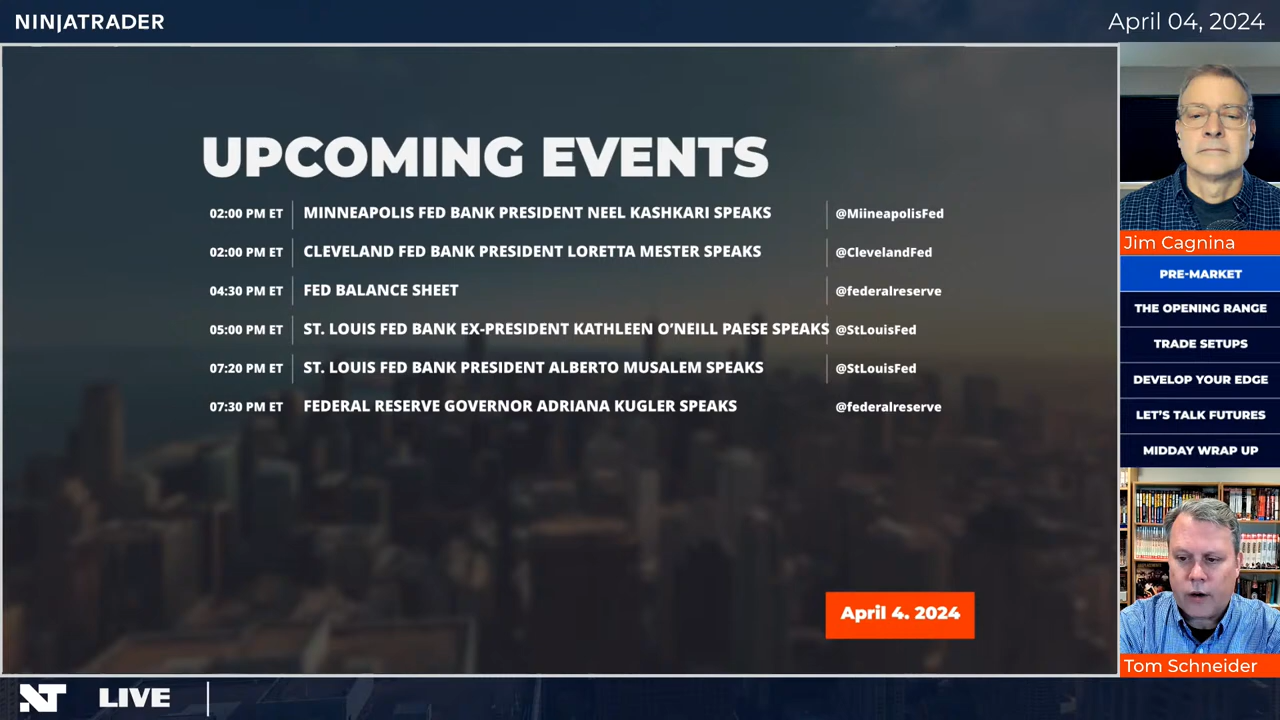 NINJATRADER
April 04, 2024
UPCOMING EVENTS
02:00 PM ET MINNEAPOLIS FED BANK PRESIDENT NEEL KASHKARI SPEAKS @MiineapolisFed
02:00 PM ET CLEVELAND FED BANK PRESIDENT LORETTA MESTER SPEAKS @ClevelandFed
04:30 PM ET FED BALANCE SHEET @federalreserve
05:00 PM ET ST. LOUIS FED BANK EX-PRESIDENT KATHLEEN O’NEILL PAESE SPEAKS @StLouisFed
07:20 PM ET ST. LOUIS FED BANK PRESIDENT ALBERTO MUSALEM SPEAKS @StLouisFed
07:30 PM ET FEDERAL RESERVE GOVERNOR ADRIANA KUGLER SPEAKS @federalreserve
April 4. 2024
Jim Cagnina
PRE-MARKET
THE OPENING RANGE
TRADE SETUPS
DEVELOP YOUR EDGE
LET’S TALK FUTURES
MIDDAY WRAP UP
Tom Schneider
NT LIVE